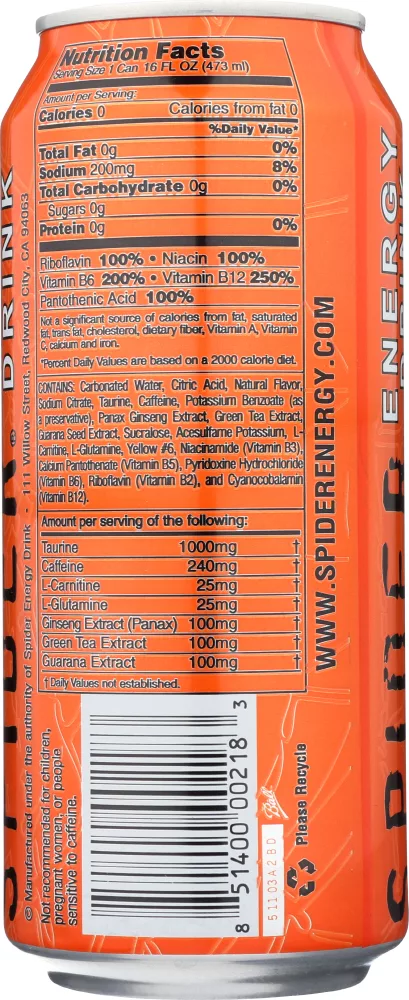 Nutrition Facts
Serving Size 1 Can 16 FL OZ (473 ml)
Amount per Serving:
Calories 0 Calories from fat 0
%Daily Value*
Total Fat 0g 0%
Sodium 200mg 8%
Total Carbohydrate 0g 0%
Sugars 0g
Protein 0g 0%
Riboflavin 100% • Niacin 100%
Vitamin B6 200% • Vitamin B12 250%
Pantothenic Acid 100%
Not a significant source of calories from fat, saturated
fat, trans fat, cholesterol, dietary fiber, Vitamin A, Vitamin
C, calcium and iron.
*Percent Daily Values are based on a 2000 calorie diet.
CONTAINS: Carbonated Water, Citric Acid, Natural Flavor,
Sodium Citrate, Taurine, Caffeine, Potassium Benzoate (as
a preservative), Panax Ginseng Extract, Green Tea Extract,
Guarana Seed Extract, Sucralose, Acesulfame Potassium, L-
Carnitine, L-Glutamine, Yellow #6, Niacinamide (Vitamin B3),
Calcium Pantothenate (Vitamin B5), Pyridoxine Hydrochloride
(Vitamin B6), Riboflavin (Vitamin B2), and Cyanocobalamin
(Vitamin B12).
Amount per serving of the following:
Taurine 1000mg †
Caffeine 240mg †
L-Carnitine 25mg †
L-Glutamine 25mg †
Ginseng Extract (Panax) 100mg †
Green Tea Extract 100mg †
Guarana Extract 100mg †
† Daily Values not established.
WWW.SPIDERENERGY.COM
© Manufactured under the authority of Spider Energy Drink • 111 Willow Street, Redwood City, CA 94063
Not recommended for children,
pregnant women, or people
sensitive to caffeine.
8 51400 00218 3
Ball
5 11 03 A 2 B D
Please Recycle
SPIDER ® DRINK
SPIDER
ENERGY
DRINK